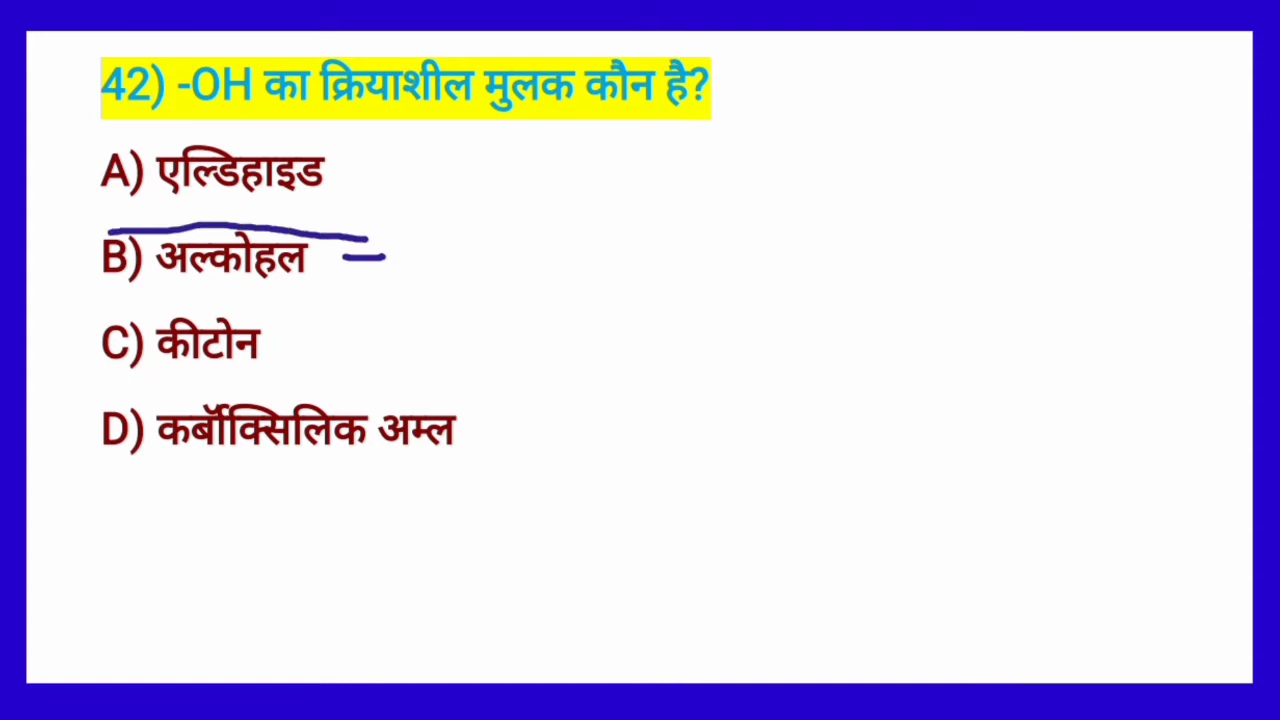 42) -OH का क्रियाशील मुलक कौन है?
A) एल्डिहाइड
B) अल्कोहल
C) कीटोन
D) कर्बॉक्सिलिक अम्ल